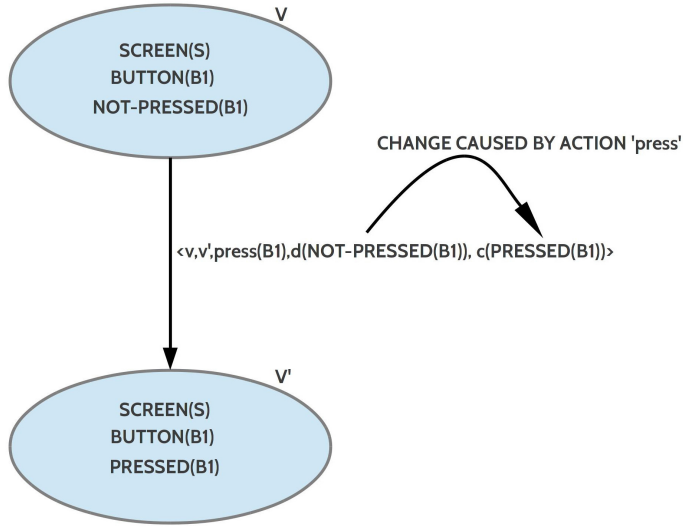 V
SCREEN(S)
BUTTON(B1)
NOT-PRESSED(B1)
CHANGE CAUSED BY ACTION 'press'
<v,v',press(B1),d(NOT-PRESSED(B1)), c(PRESSED(B1))>
V'
SCREEN(S)
BUTTON(B1)
PRESSED(B1)